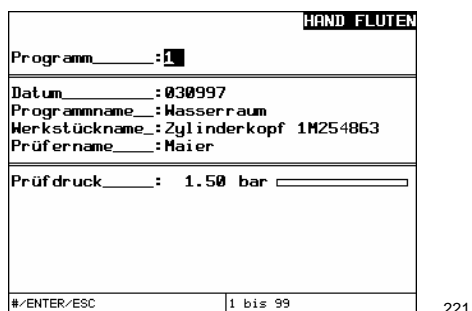 HAND FLUTEN
Programm______:1
Datum_________:030997
Programmname__:Wasserraum
Werkstückname_:Zylinderkopf 1M254863
Prüfername____:Maier
Prüfdruck_____: 1.50 bar
#/ENTER/ESC 1 bis 99
221